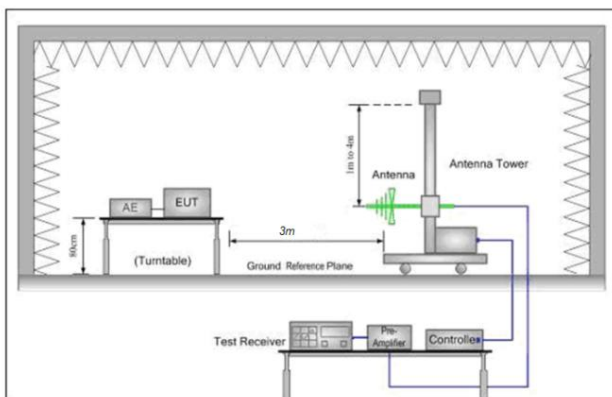 1m to 4m
Antenna
Antenna Tower
AE
EUT
80cm
(Turntable)
3m
Ground Reference Plane
Test Receiver
Pre-
Amplifier
Controller